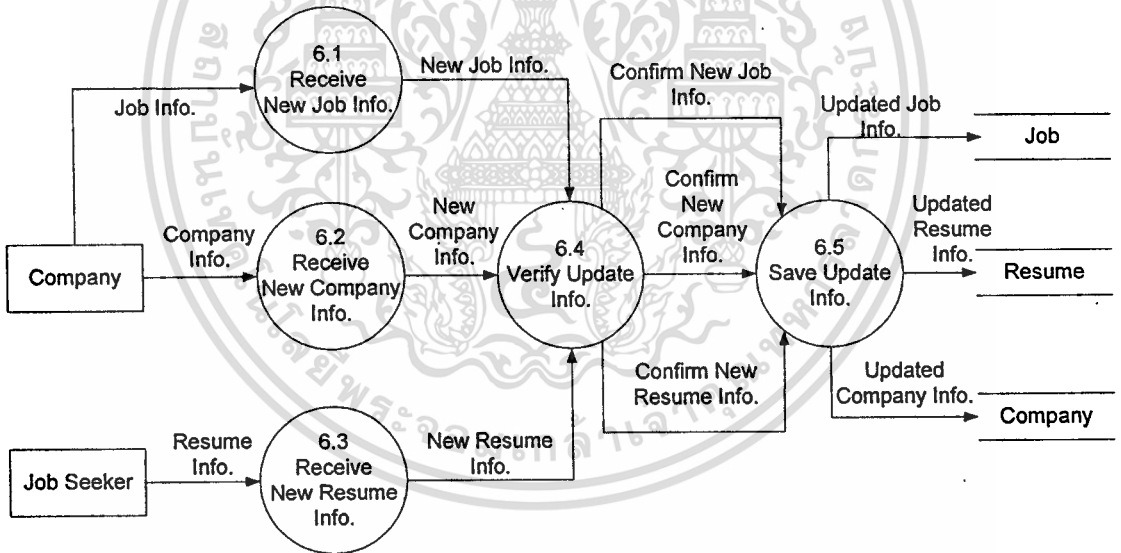 6.1
Receive
New Job Info.
Job Info.
New Job Info.
Confirm New Job
Info.
Updated Job
Info.
Job
Company
Company
Info.
6.2
Receive
New Company
Info.
New
Company
Info.
6.4
Verify Update
Info.
Confirm
New
Company
Info.
6.5
Save Update
Info.
Updated
Resume
Info.
Resume
Confirm New
Resume Info.
Updated
Company Info.
Company
Job Seeker
Resume
Info.
6.3
Receive
New Resume
Info.
New Resume
Info.